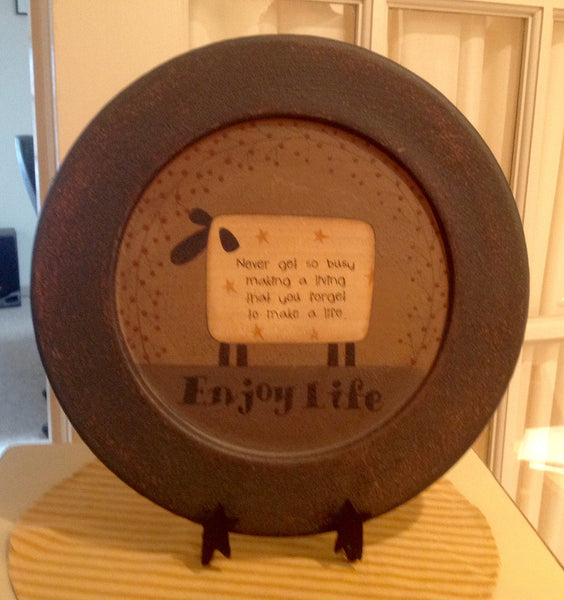 Never get so busy
making a living
that you forget
to make a life.
Enjoy Life